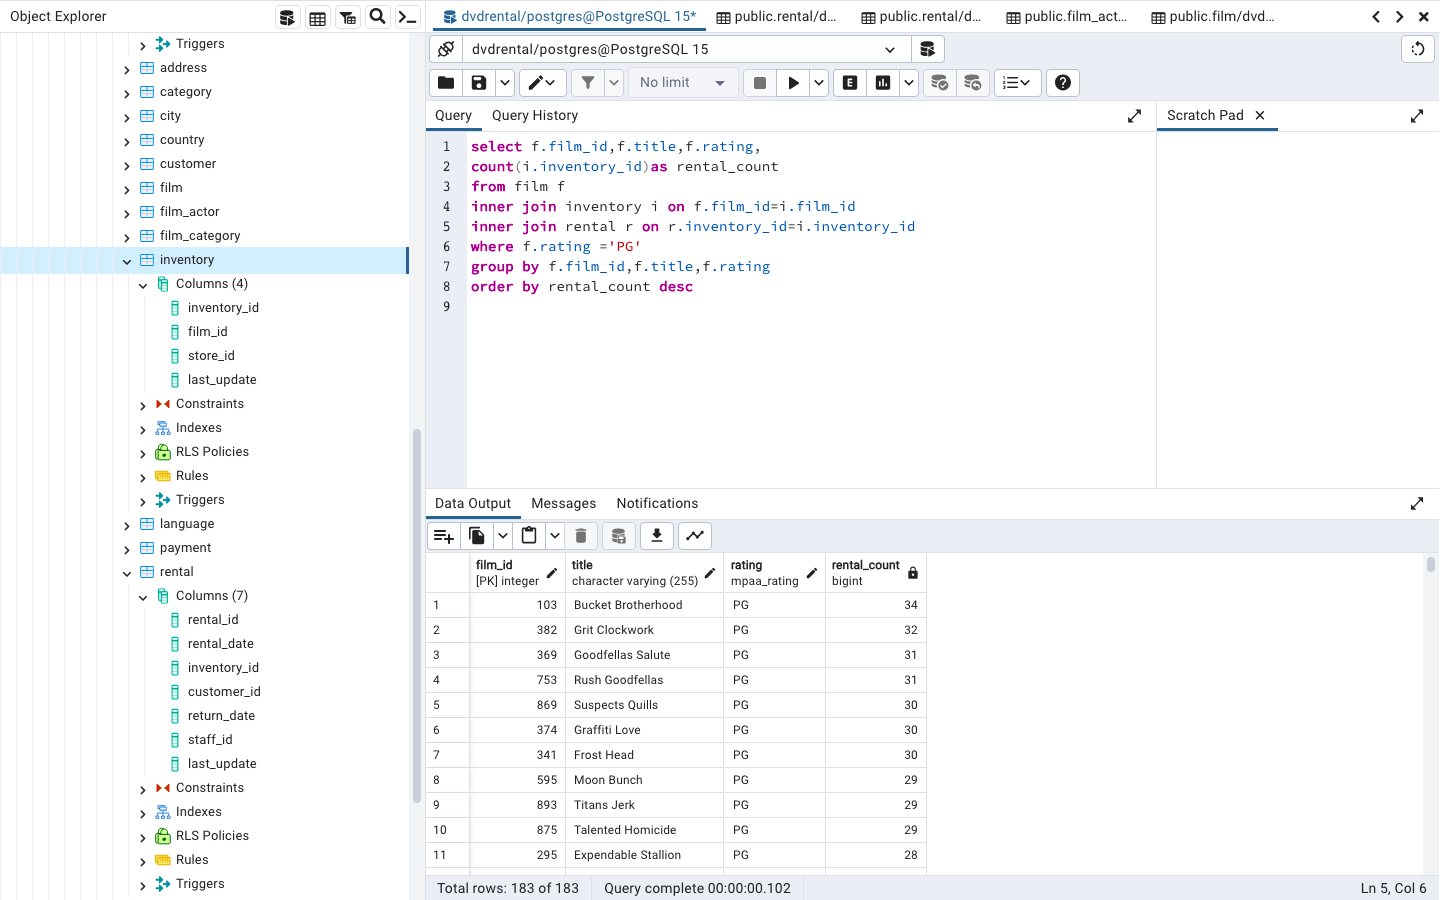 Object Explorer
Triggers
address
category
city
country
customer
film
film_actor
film_category
inventory
Columns (4)
inventory_id
film_id
store_id
last_update
Constraints
Indexes
RLS Policies
Rules
Triggers
language
payment
rental
Columns (7)
rental_id
rental_date
inventory_id
customer_id
return_date
staff_id
last_update
Constraints
Indexes
RLS Policies
Rules
Triggers
dvdrental/postgres@PostgreSQL 15*
public.rental/d...
public.rental/d...
public.film_act...
public.film/dvd...
dvdrental/postgres@PostgreSQL 15
No limit
E
Query
Query History
Scratch Pad
1 select f.film_id,f.title,f.rating,
2 count(i.inventory_id)as rental_count
3 from film f
4 inner join inventory i on f.film_id=i.film_id
5 inner join rental r on r.inventory_id=i.inventory_id
6 where f.rating ='PG'
7 group by f.film_id,f.title,f.rating
8 order by rental_count desc
9
Data Output
Messages
Notifications
film_id title rating rental_count
[PK] integer character varying (255) mpaa_rating bigint
1 103 Bucket Brotherhood PG 34
2 382 Grit Clockwork PG 32
3 369 Goodfellas Salute PG 31
4 753 Rush Goodfellas PG 31
5 869 Suspects Quills PG 30
6 374 Graffiti Love PG 30
7 341 Frost Head PG 30
8 595 Moon Bunch PG 29
9 893 Titans Jerk PG 29
10 875 Talented Homicide PG 29
11 295 Expendable Stallion PG 28
Total rows: 183 of 183
Query complete 00:00:00.102
Ln 5, Col 6